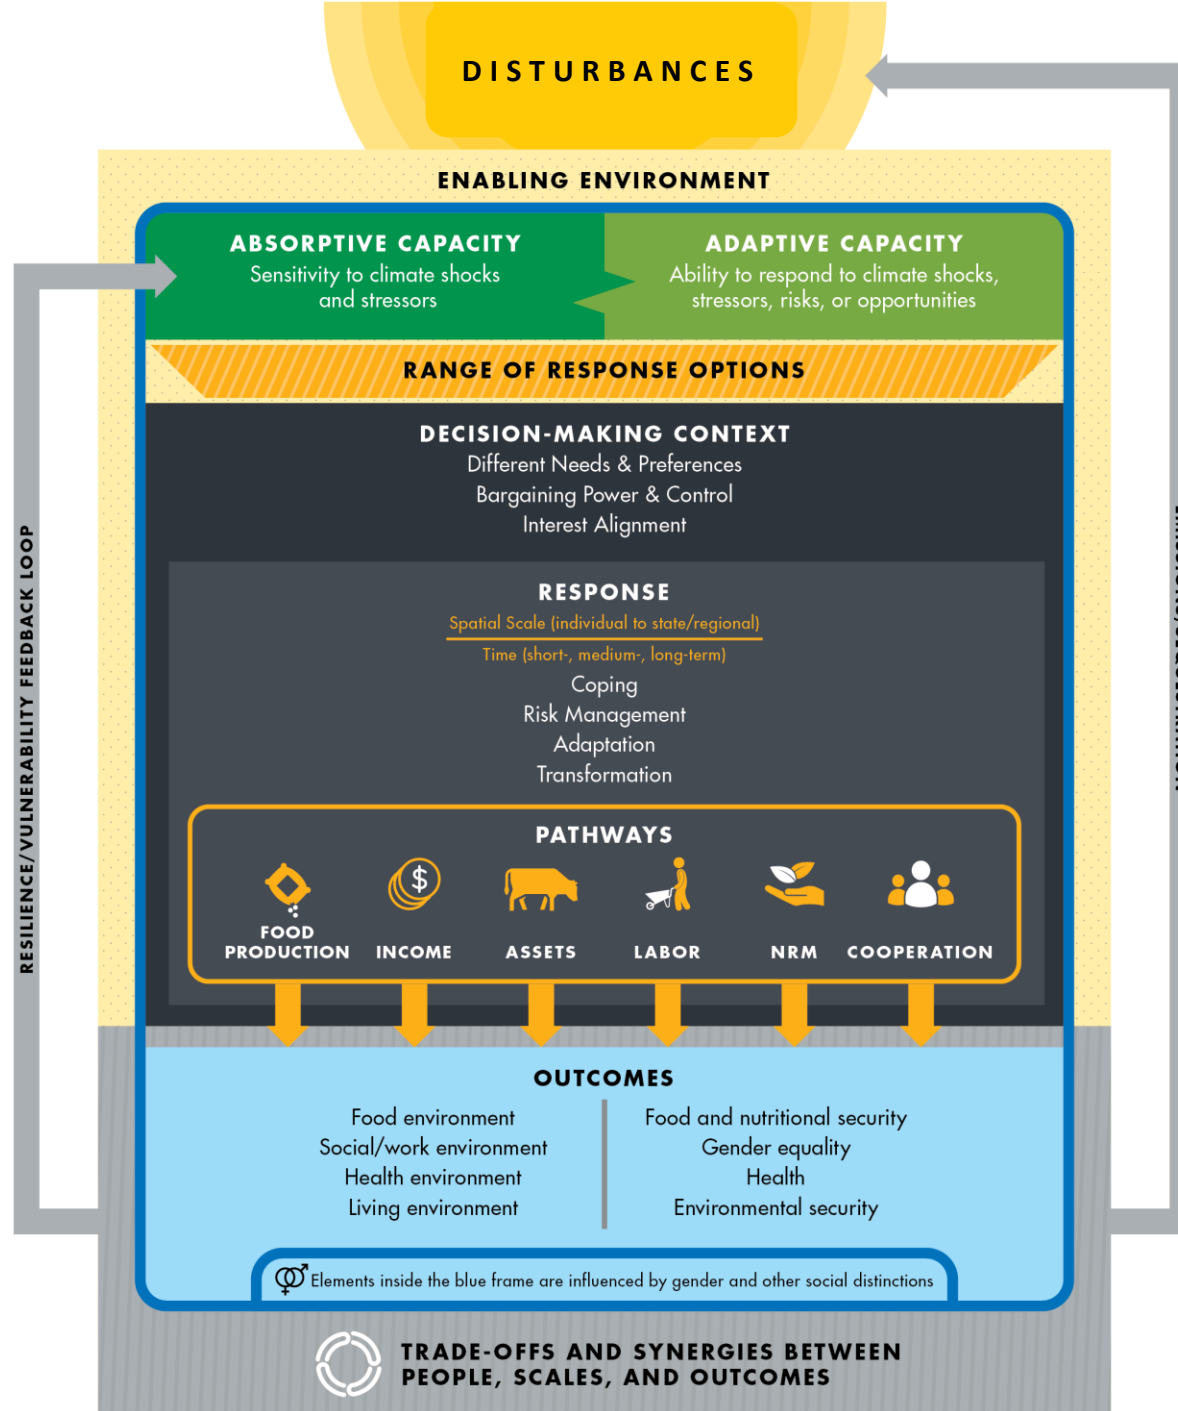 DISTURBANCES
ENABLING ENVIRONMENT
ABSORPTIVE CAPACITY
Sensitivity to climate shocks
and stressors
ADAPTIVE CAPACITY
Ability to respond to climate shocks,
stressors, risks, or opportunities
RANGE OF RESPONSE OPTIONS
DECISION-MAKING CONTEXT
Different Needs & Preferences
Bargaining Power & Control
Interest Alignment
RESPONSE
Spatial Scale (individual to state/regional)
Time (short-, medium-, long-term)
Coping
Risk Management
Adaptation
Transformation
PATHWAYS
$
FOOD
PRODUCTION
INCOME
ASSETS
LABOR
NRM
COOPERATION
OUTCOMES
Food environment
Social/work environment
Health environment
Living environment
Food and nutritional security
Gender equality
Health
Environmental security
Elements inside the blue frame are influenced by gender and other social distinctions
TRADE-OFFS AND SYNERGIES BETWEEN
PEOPLE, SCALES, AND OUTCOMES
RESILIENCE/VULNERABILITY FEEDBACK LOOP